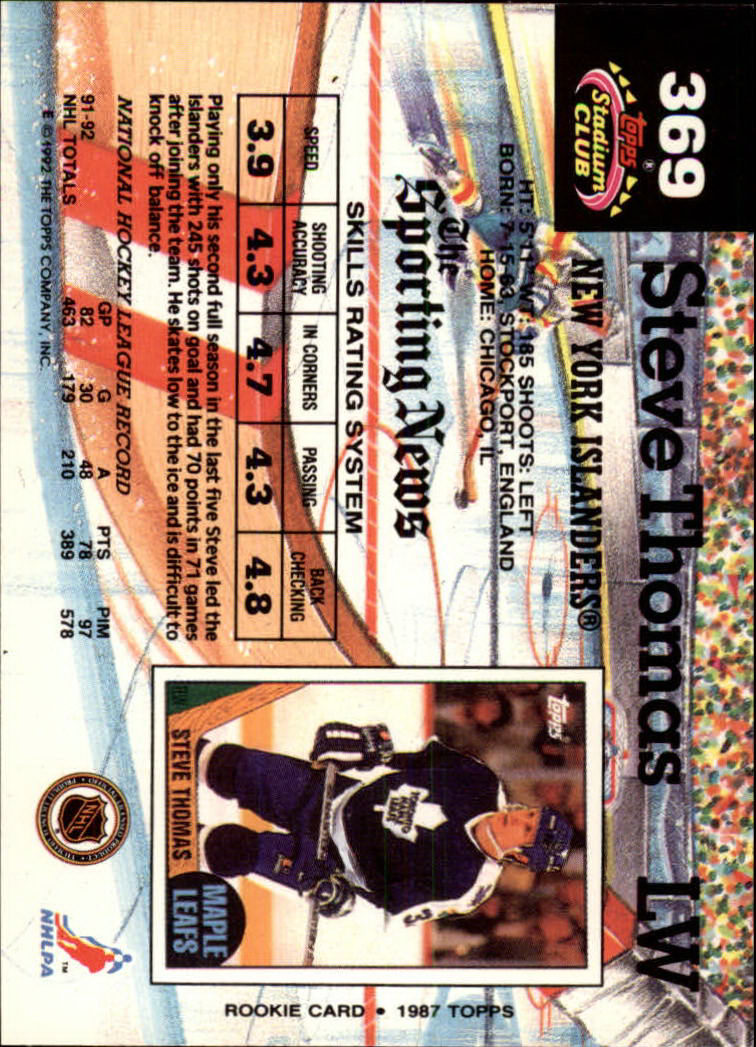 369
Topps®
Stadium
CLUB
Steve Thomas LW
NEW YORK ISLANDERS®
HT: 5-11 WT: 185 SHOOTS: LEFT
BORN: 7-15-63, STOCKPORT, ENGLAND
HOME: CHICAGO, IL
The
Sporting News
SKILLS RATING SYSTEM
SPEED SHOOTING ACCURACY IN CORNERS PASSING BACK CHECKING
3.9 4.3 4.7 4.3 4.8
Playing only his second full season in the last five Steve led the
Islanders with 245 shots on goal and had 70 points in 71 games
after joining the team. He skates low to the ice and is difficult to
knock off balance.
NATIONAL HOCKEY LEAGUE RECORD
GP G A PTS PIM
91-92 82 30 48 78 97
NHL TOTALS 463 179 210 389 578
E ©1992 THE TOPPS COMPANY, INC.
topps
TORONTO
MAPLE
LEAFS
LW
STEVE THOMAS
MAPLE
LEAFS
ROOKIE CARD • 1987 TOPPS
NHL
NHLPA
TM